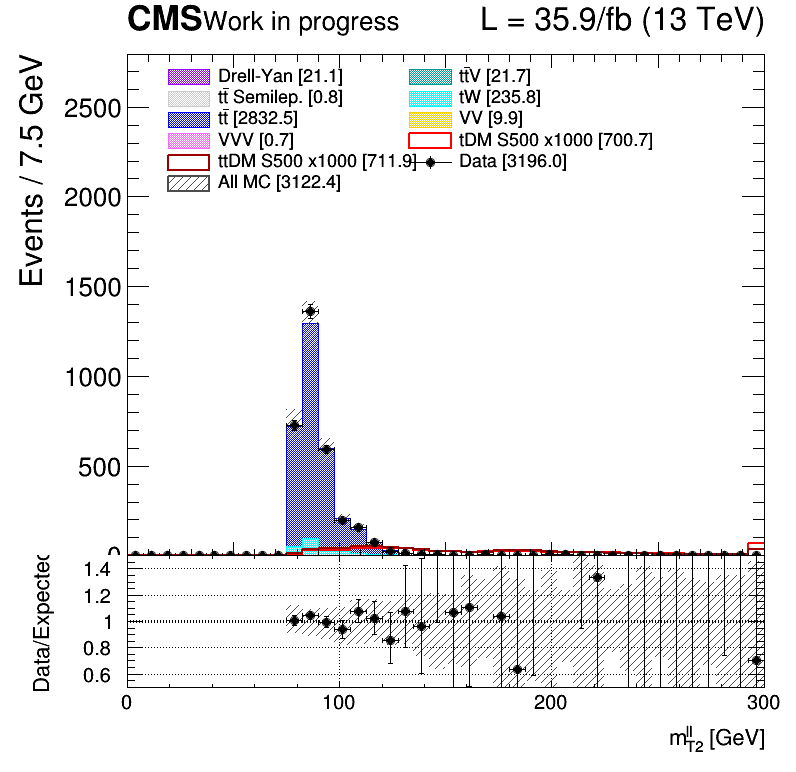 CMS Work in progress L = 35.9/fb (13 TeV)
Events / 7.5 GeV
2500
2000
1500
1000
500
0
Drell-Yan [21.1]
tt̄V [21.7]
tt̄ Semilep. [0.8]
tW [235.8]
tt̄ [2832.5]
VV [9.9]
VVV [0.7]
tDM S500 x1000 [700.7]
ttDM S500 x1000 [711.9]
Data [3196.0]
All MC [3122.4]
Data/Expected
1.4
1.2
1
0.8
0.6
0 100 200 300
m_T2^ll [GeV]